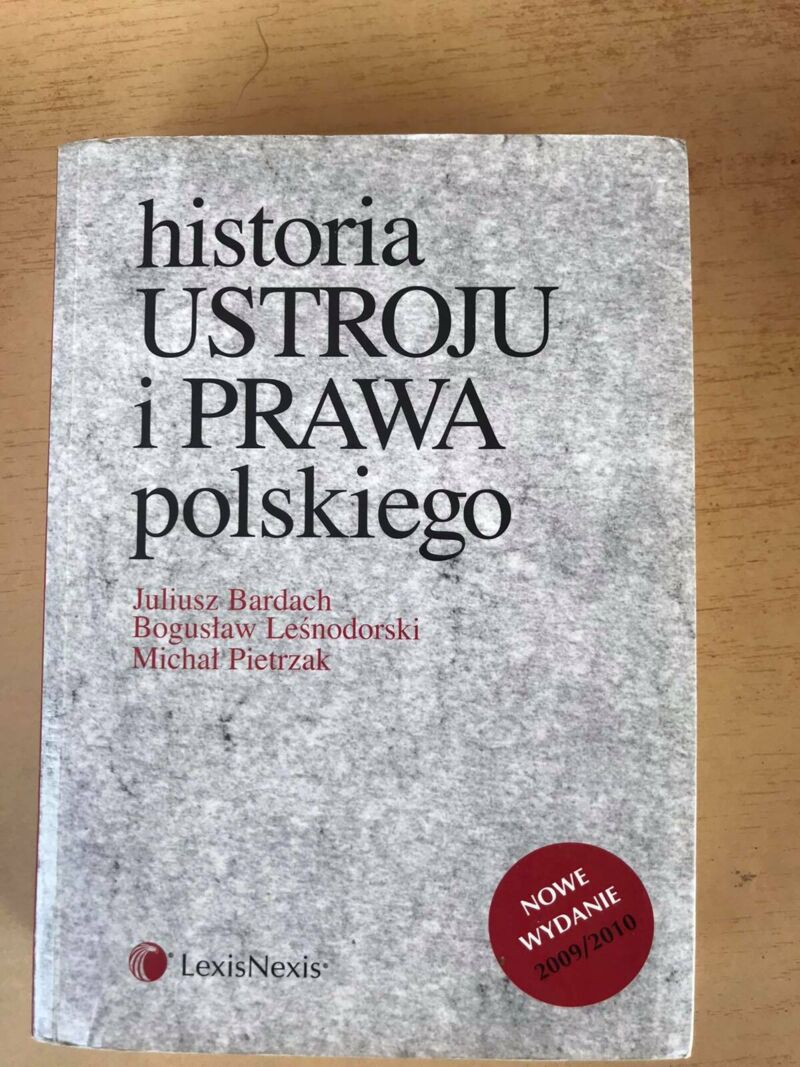 historia
USTROJU
i PRAWA
polskiego
Juliusz Bardach
Bogusław Leśnodorski
Michał Pietrzak
NOWE
WYDANIE
2009/2010
LexisNexis®